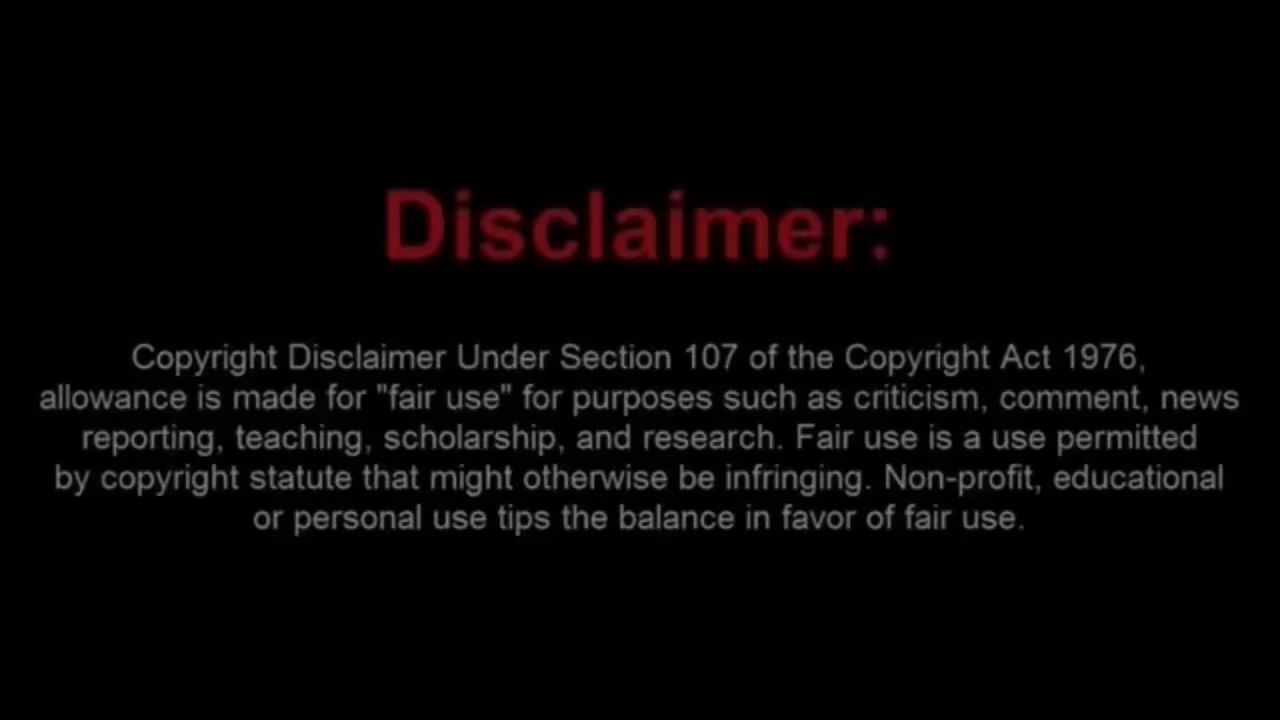 Disclaimer:
Copyright Disclaimer Under Section 107 of the Copyright Act 1976,
allowance is made for "fair use" for purposes such as criticism, comment, news
reporting, teaching, scholarship, and research. Fair use is a use permitted
by copyright statute that might otherwise be infringing. Non-profit, educational
or personal use tips the balance in favor of fair use.